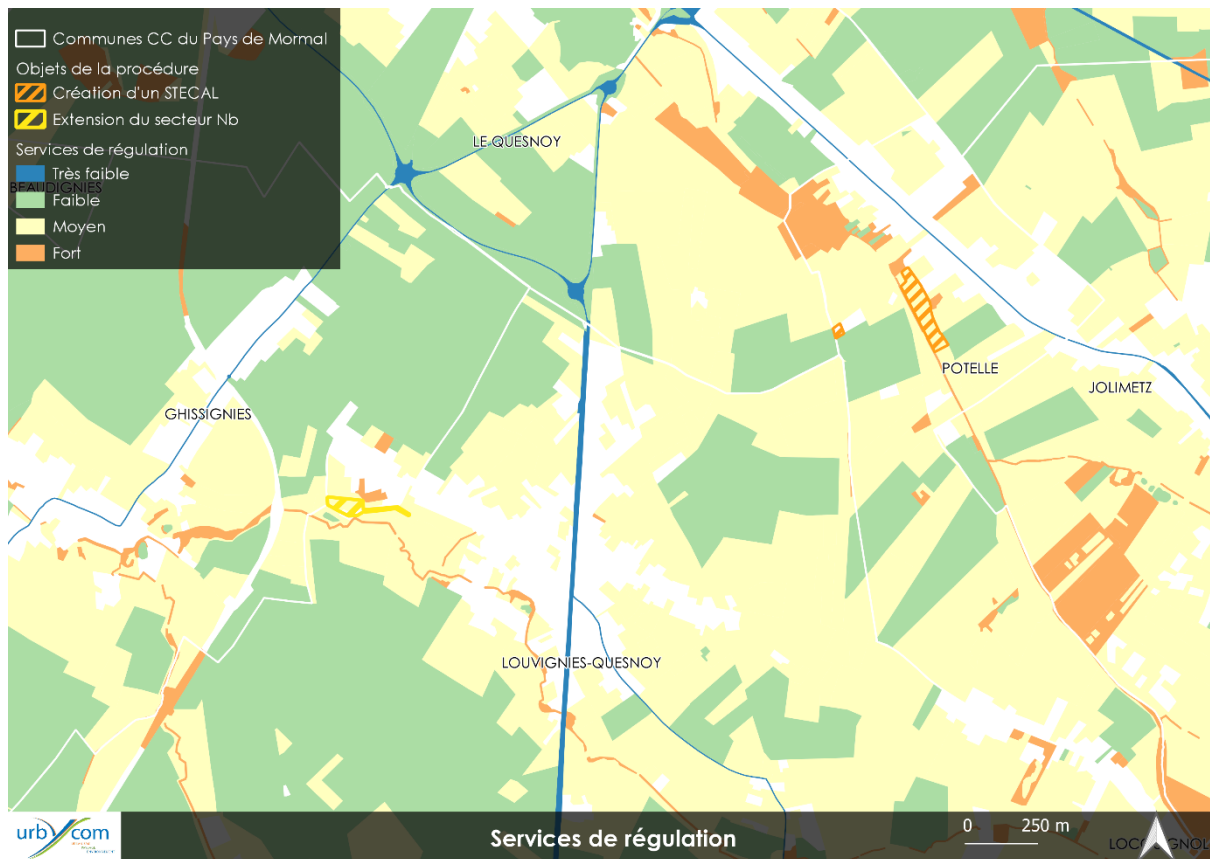 Communes CC du Pays de Mormal
Objets de la procédure
Création d'un STECAL
Extension du secteur Nb
Services de régulation
Très faible
BEAUDIGNIES
Faible
Moyen
Fort
LE QUESNOY
POTELLE
JOLIMETZ
GHISSIGNIES
LOUVIGNIES-QUESNOY
urbycom
Services de régulation
0 250 m